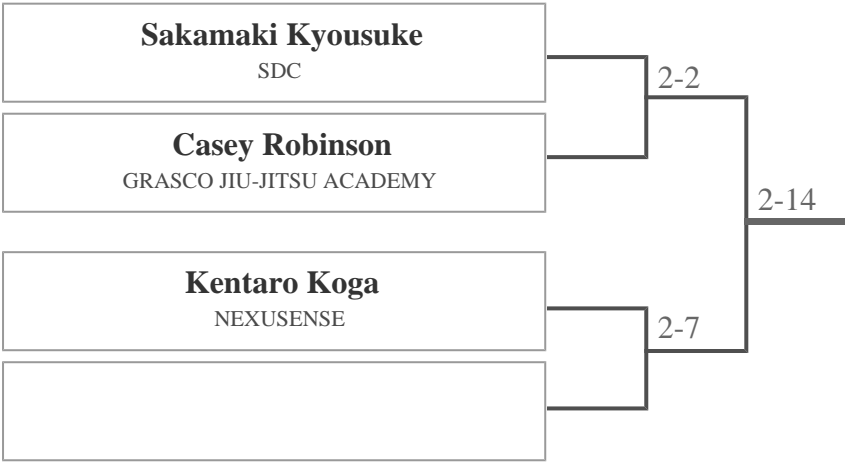 Sakamaki Kyousuke
SDC
2-2
Casey Robinson
GRASCO JIU-JITSU ACADEMY
2-14
Kentaro Koga
NEXUSENSE
2-7